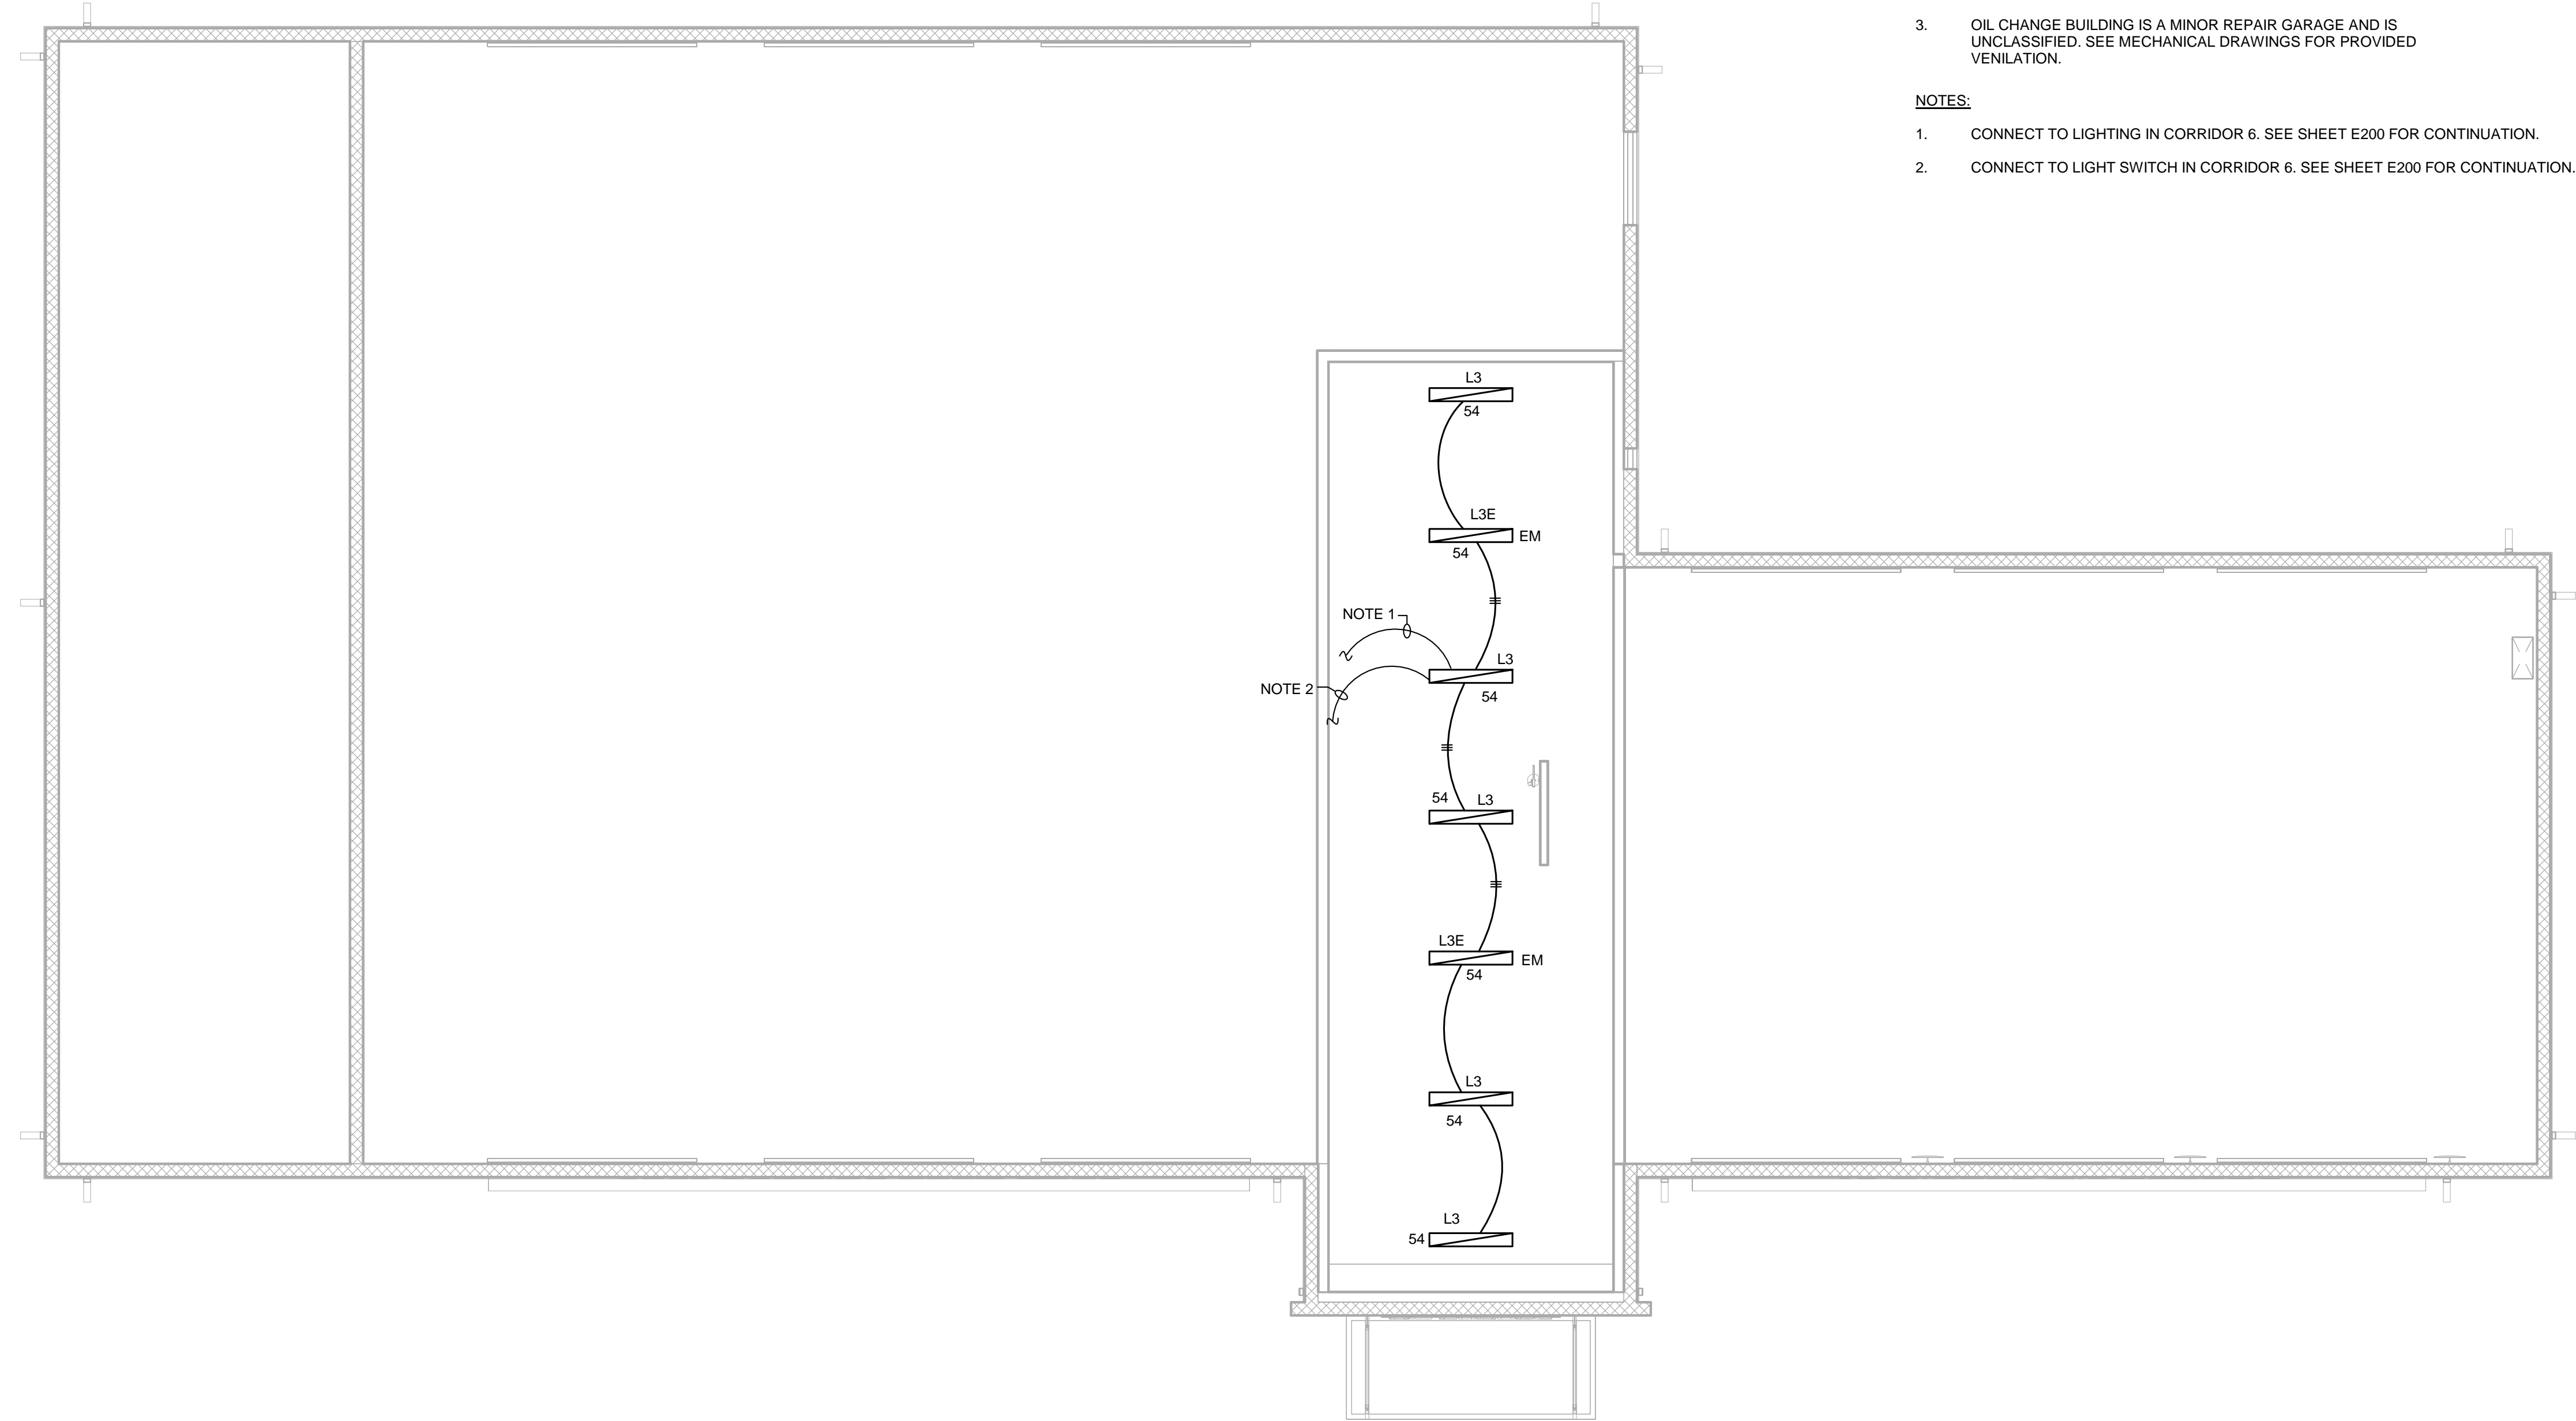 3. OIL CHANGE BUILDING IS A MINOR REPAIR GARAGE AND IS
UNCLASSIFIED. SEE MECHANICAL DRAWINGS FOR PROVIDED
VENILATION.
NOTES:
1. CONNECT TO LIGHTING IN CORRIDOR 6. SEE SHEET E200 FOR CONTINUATION.
2. CONNECT TO LIGHT SWITCH IN CORRIDOR 6. SEE SHEET E200 FOR CONTINUATION.
L3
54
L3E
EM
54
NOTE 1
L3
NOTE 2
54
54 L3
L3E
EM
54
L3
54
L3
54